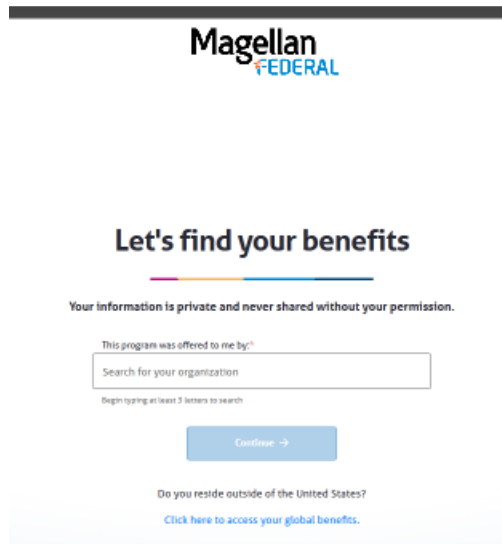 Magellan
FEDERAL
Let's find your benefits
Your information is private and never shared without your permission.
This program was offered to me by:*
Search for your organization
Begin typing at least 3 letters to search
Continue →
Do you reside outside of the United States?
Click here to access your global benefits.